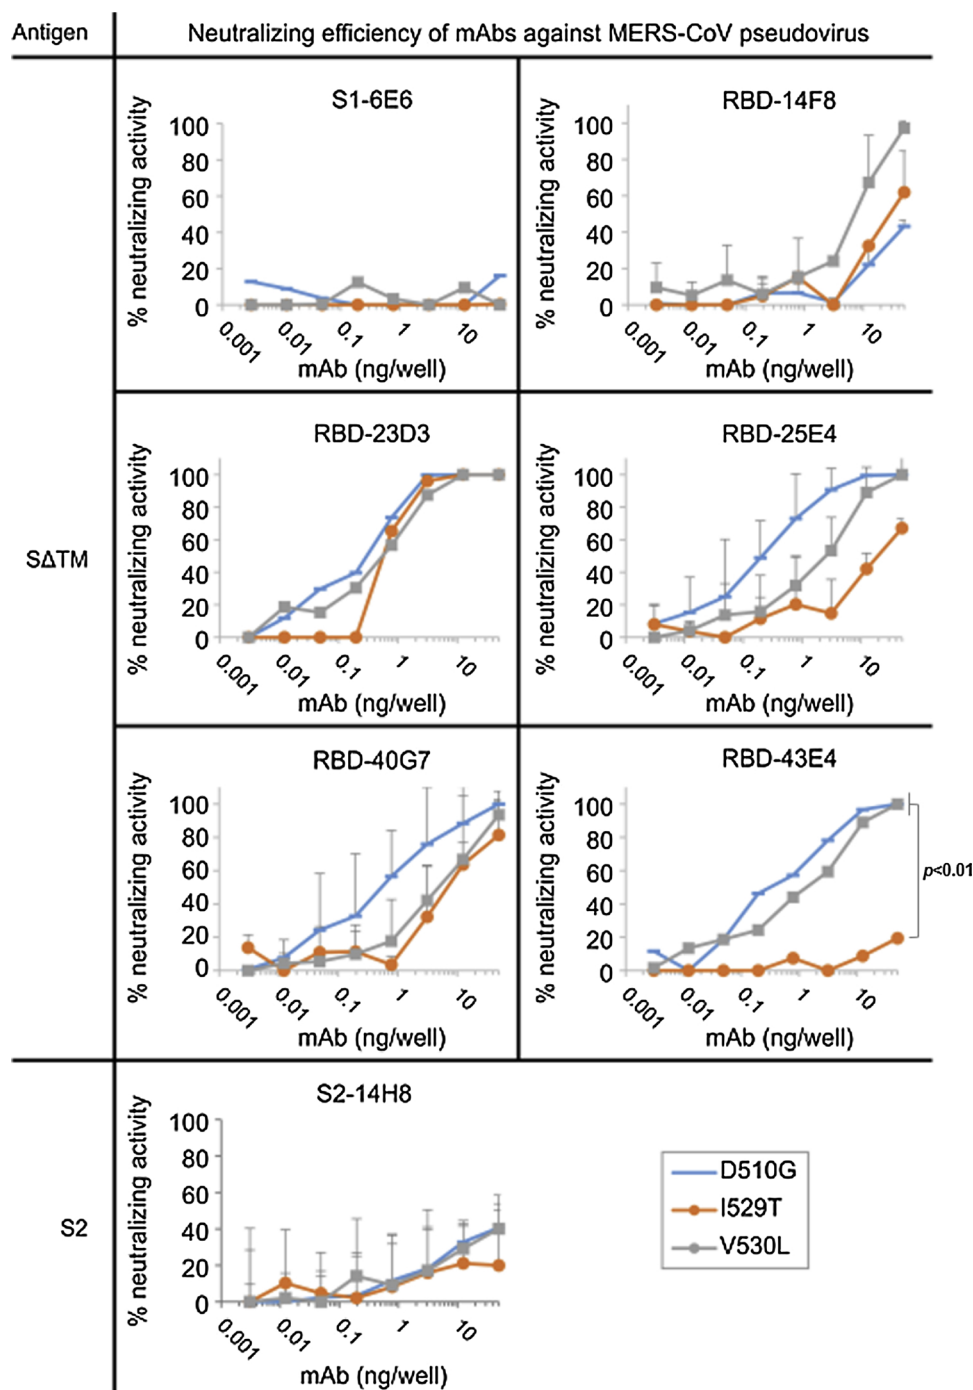 Antigen
Neutralizing efficiency of mAbs against MERS-CoV pseudovirus
S1-6E6
% neutralizing activity
100
80
60
40
20
0
0.001
0.01
0.1
1
10
mAb (ng/well)
RBD-14F8
% neutralizing activity
100
80
60
40
20
0
0.001
0.01
0.1
1
10
mAb (ng/well)
SΔTM
RBD-23D3
% neutralizing activity
100
80
60
40
20
0
0.001
0.01
0.1
1
10
mAb (ng/well)
RBD-25E4
% neutralizing activity
100
80
60
40
20
0
0.001
0.01
0.1
1
10
mAb (ng/well)
RBD-40G7
% neutralizing activity
100
80
60
40
20
0
0.001
0.01
0.1
1
10
mAb (ng/well)
RBD-43E4
% neutralizing activity
100
80
60
40
20
0
0.001
0.01
0.1
1
10
mAb (ng/well)
p<0.01
S2
S2-14H8
% neutralizing activity
100
80
60
40
20
0
0.001
0.01
0.1
1
10
mAb (ng/well)
D510G
I529T
V530L